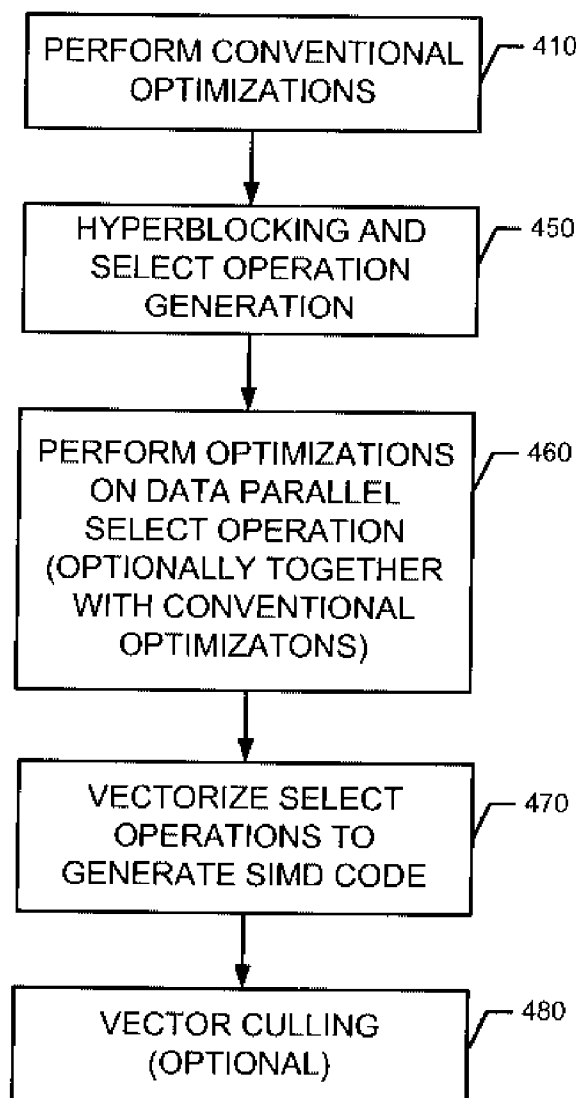 PERFORM CONVENTIONAL
OPTIMIZATIONS
410
HYPERBLOCKING AND
SELECT OPERATION
GENERATION
450
PERFORM OPTIMIZATIONS
ON DATA PARALLEL
SELECT OPERATION
(OPTIONALLY TOGETHER
WITH CONVENTIONAL
OPTIMIZATONS)
460
VECTORIZE SELECT
OPERATIONS TO
GENERATE SIMD CODE
470
VECTOR CULLING
(OPTIONAL)
480